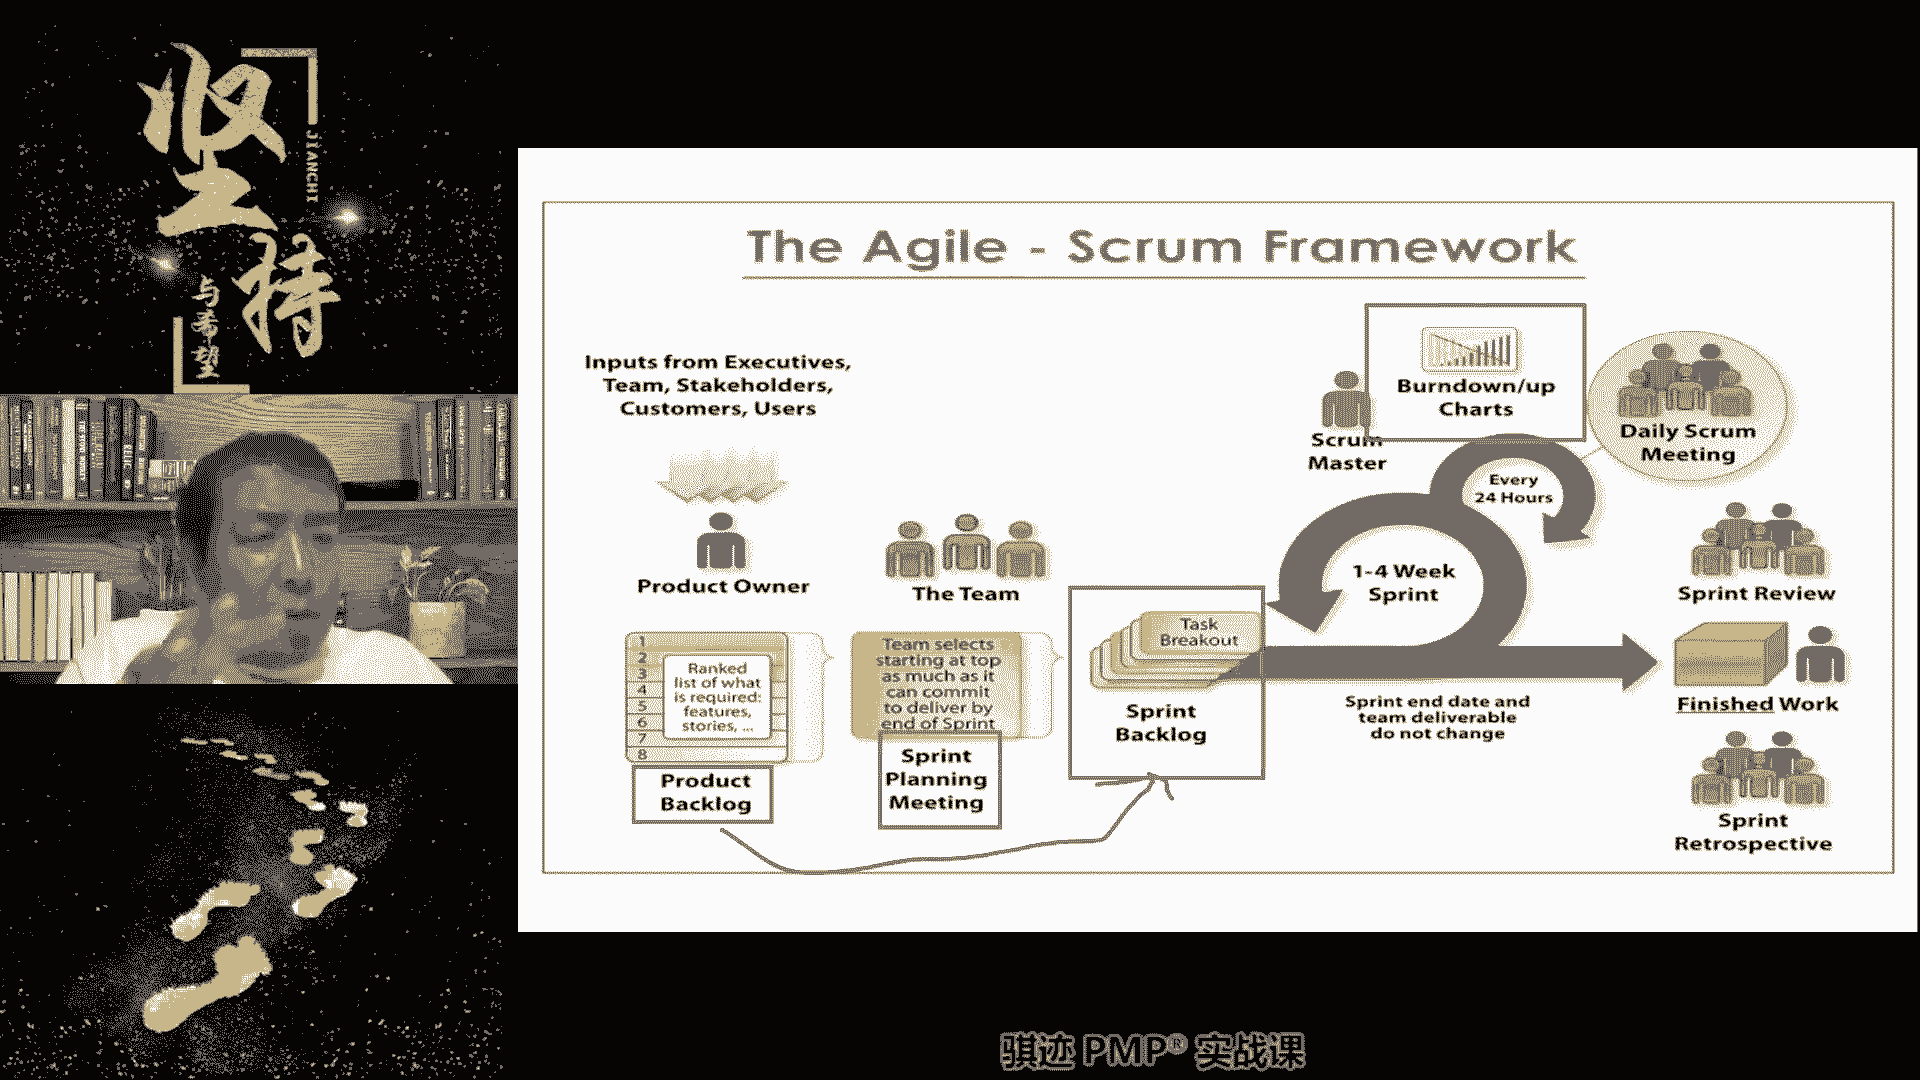 坚持
JIANCHI
与希望
The Agile - Scrum Framework
Inputs from Executives,
Team, Stakeholders,
Customers, Users
Product Owner
The Team
1
2
3
4
5
6
7
8
Ranked
list of what
is required:
features,
stories, ...
Product
Backlog
Team selects
starting at top
as much as it
can commit
to deliver by
end of Sprint
Sprint
Planning
Meeting
Task
Breakout
Sprint
Backlog
Scrum
Master
Burndown/up
Charts
Every
24 Hours
1-4 Week
Sprint
Daily Scrum
Meeting
Sprint end date and
team deliverable
do not change
Sprint Review
Finished Work
Sprint
Retrospective
骐迹 PMP® 实战课